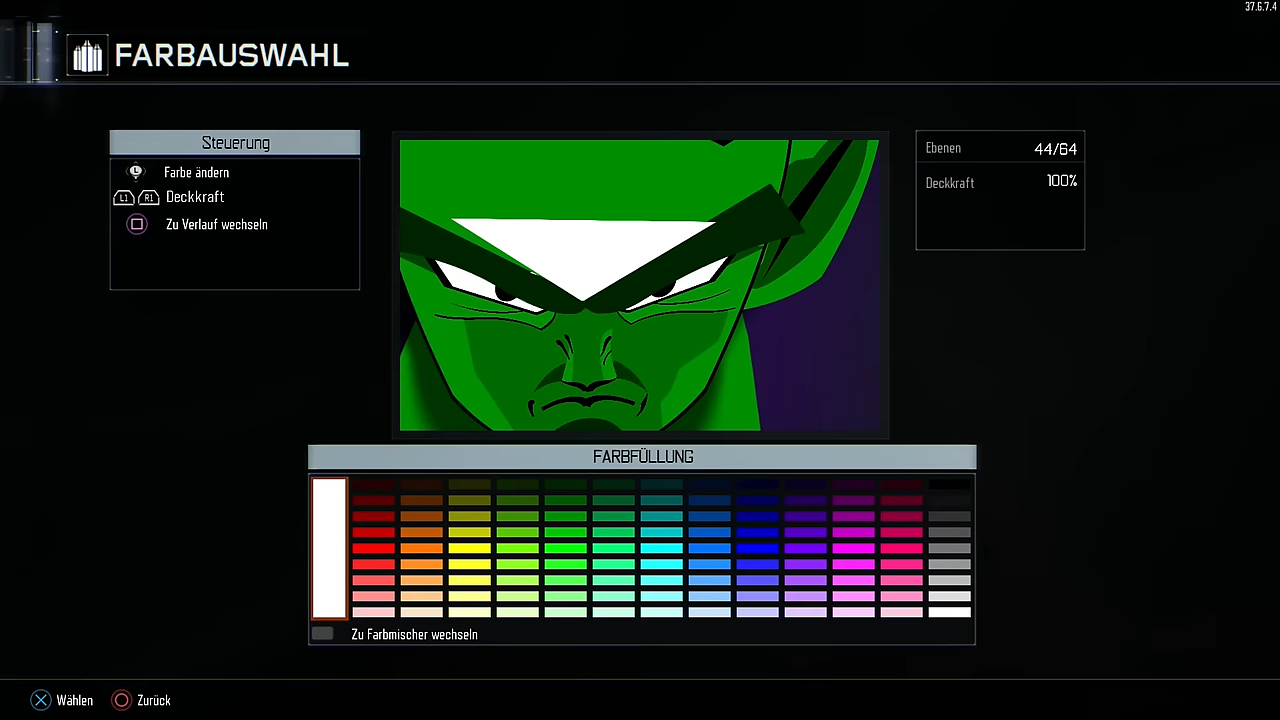 37.6.7.4
FARBAUSWAHL
Steuerung
L Farbe ändern
L1 R1 Deckkraft
Zu Verlauf wechseln
Ebenen 44/64
Deckkraft 100%
FARBFÜLLUNG
Zu Farbmischer wechseln
Wählen Zurück